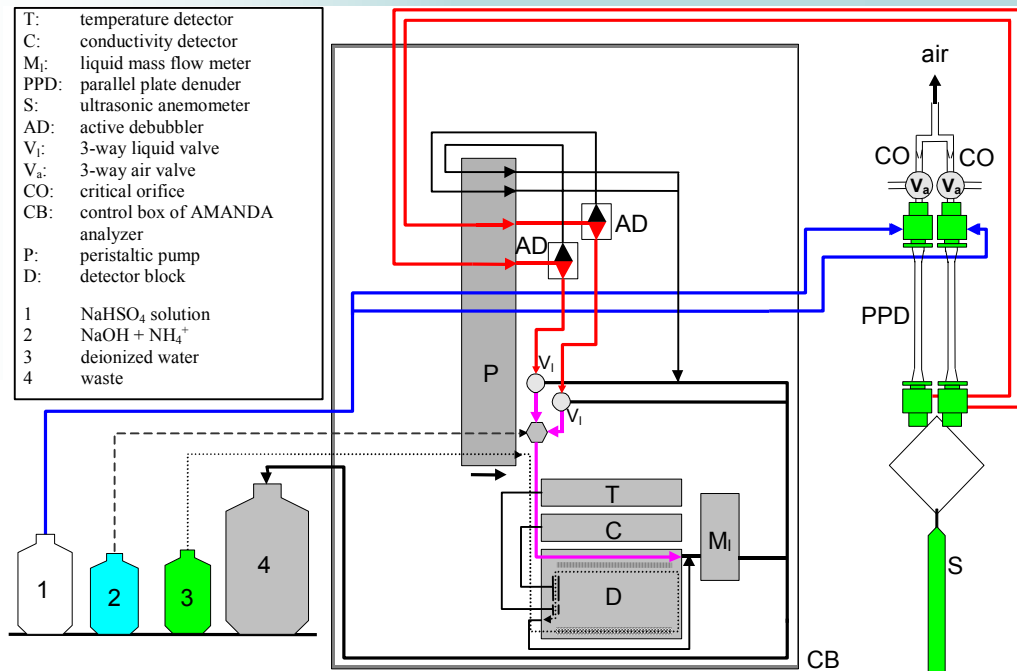 T: temperature detector
C: conductivity detector
Ml: liquid mass flow meter
PPD: parallel plate denuder
S: ultrasonic anemometer
AD: active debubbler
Vl: 3-way liquid valve
Va: 3-way air valve
CO: critical orifice
CB: control box of AMANDA
analyzer
P: peristaltic pump
D: detector block
1 NaHSO₄ solution
2 NaOH + NH₄⁺
3 deionized water
4 waste
air
CO
CO
Va
Va
AD
AD
PPD
P
Vl
Vl
T
C
Ml
D
S
1
2
3
4
CB